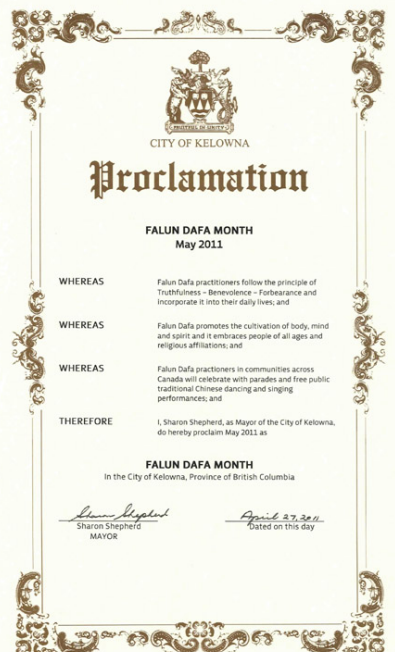 FRUITFUL IN UNITY
CITY OF KELOWNA
Proclamation
FALUN DAFA MONTH
May 2011
WHEREAS
Falun Dafa practitioners follow the principle of
Truthfulness – Benevolence – Forbearance and
Incorporate it into their daily lives; and
WHEREAS
Falun Dafa promotes the cultivation of body, mind
and spirit and it embraces people of all ages and
religious affiliations; and
WHEREAS
Falun Dafa practioners in communities across
Canada will celebrate with parades and free public
traditional Chinese dancing and singing
performances; and
THEREFORE
I, Sharon Shepherd, as Mayor of the City of Kelowna,
do hereby proclaim May 2011 as
FALUN DAFA MONTH
In the City of Kelowna, Province of British Columbia
Sharon Shepherd
April 27, 2011
Sharon Shepherd
Dated on this day
MAYOR